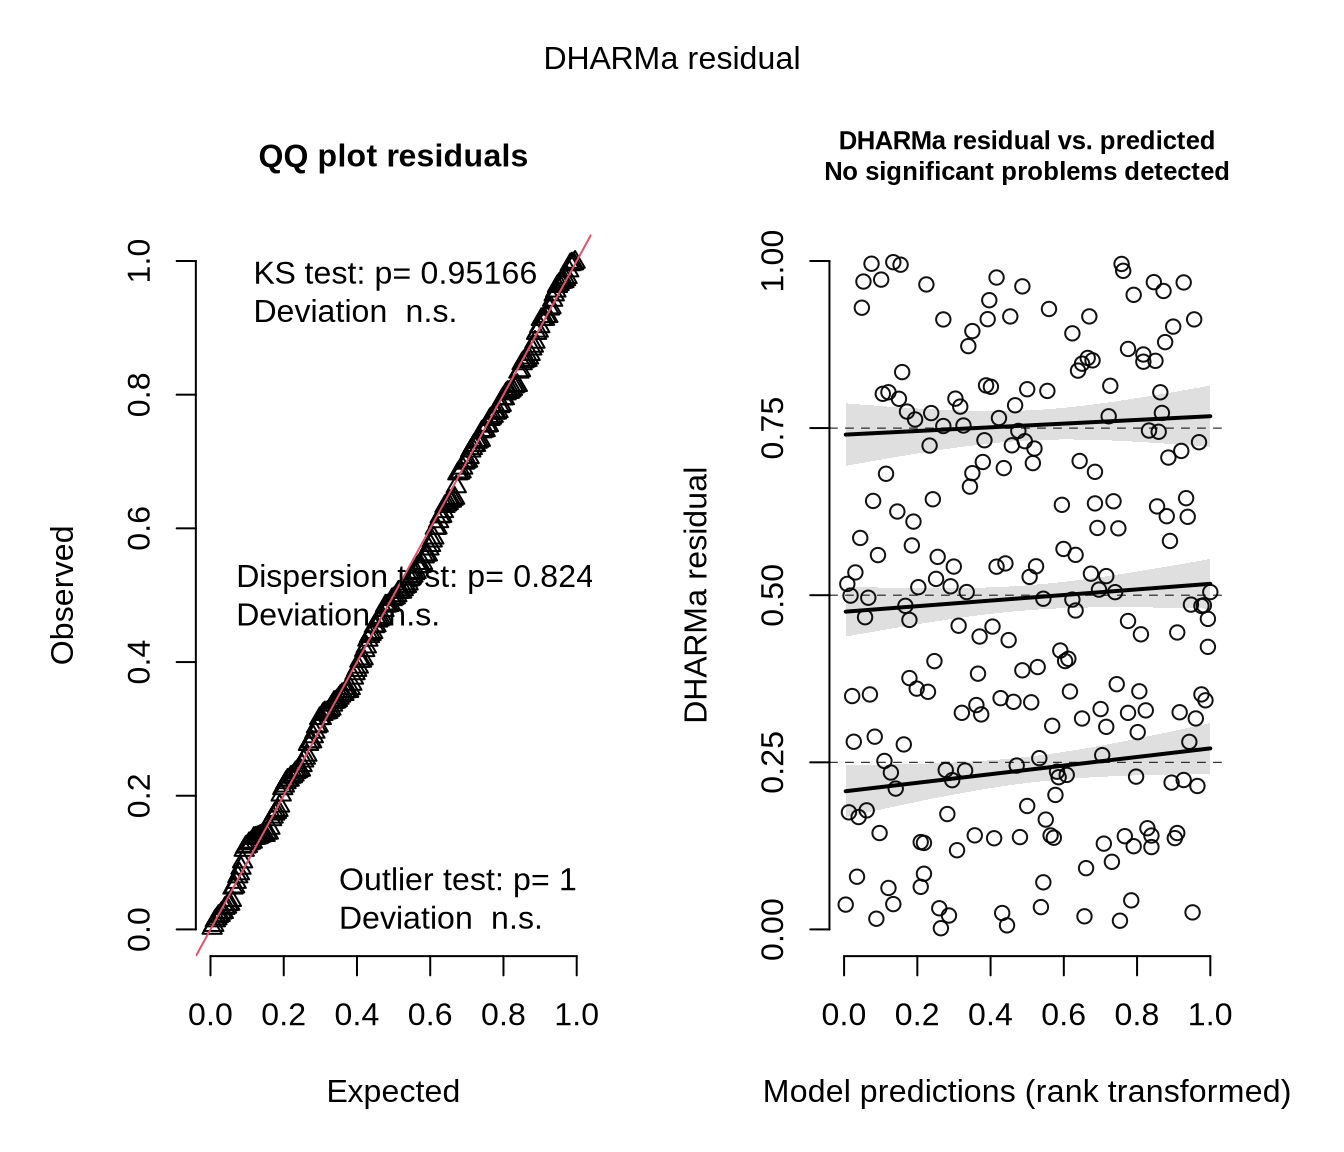 DHARMa residual
QQ plot residuals
KS test: p= 0.95166
Deviation  n.s.
Dispersion test: p= 0.824
Deviation  n.s.
Outlier test: p= 1
Deviation  n.s.
Observed
0.0
0.2
0.4
0.6
0.8
1.0
0.0 0.2 0.4 0.6 0.8 1.0
Expected
DHARMa residual vs. predicted
No significant problems detected
DHARMa residual
0.00
0.25
0.50
0.75
1.00
0.0 0.2 0.4 0.6 0.8 1.0
Model predictions (rank transformed)